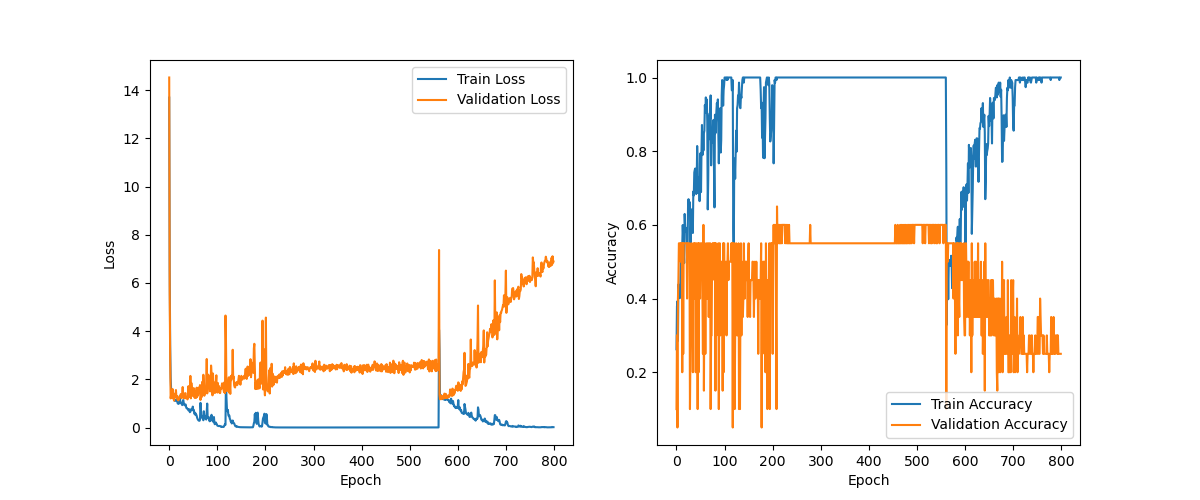 Train Loss
Validation Loss
14
12
10
8
6
4
2
0
0 100 200 300 400 500 600 700 800
Epoch
Loss
Train Accuracy
Validation Accuracy
1.0
0.8
0.6
0.4
0.2
0 100 200 300 400 500 600 700 800
Epoch
Accuracy